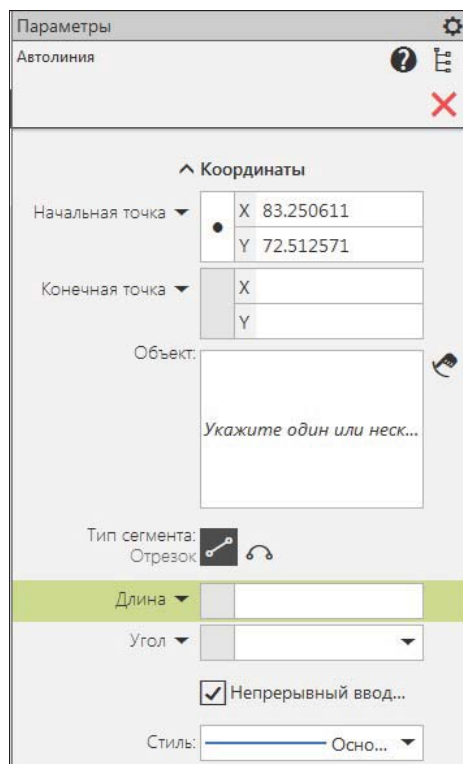 Параметры
Автолиния
Координаты
Начальная точка X 83.250611
Y 72.512571
Конечная точка X
Y
Объект:
Укажите один или неск...
Тип сегмента:
Отрезок
Длина
Угол
Непрерывный ввод...
Стиль: Осно...